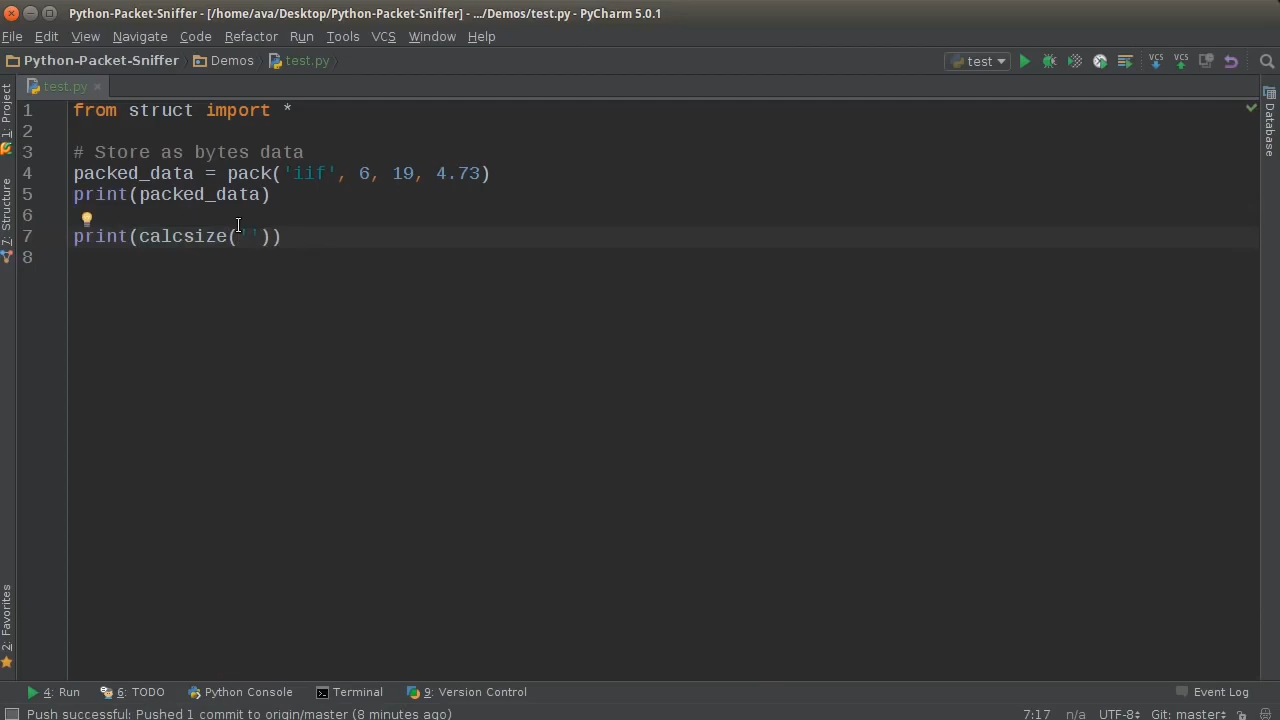 Python-Packet-Sniffer - [/home/ava/Desktop/Python-Packet-Sniffer] - .../Demos/test.py - PyCharm 5.0.1
File Edit View Navigate Code Refactor Run Tools VCS Window Help
Python-Packet-Sniffer Demos test.py test VCS VCS
test.py
1: Project
7: Structure
2: Favorites
Database
1 from struct import *
2
3 # Store as bytes data
4 packed_data = pack('iif', 6, 19, 4.73)
5 print(packed_data)
6
7 print(calcsize(''))
8
4: Run 6: TODO Python Console Terminal 9: Version Control Event Log
Push successful: Pushed 1 commit to origin/master (8 minutes ago) 7:17 n/a UTF-8 Git: master